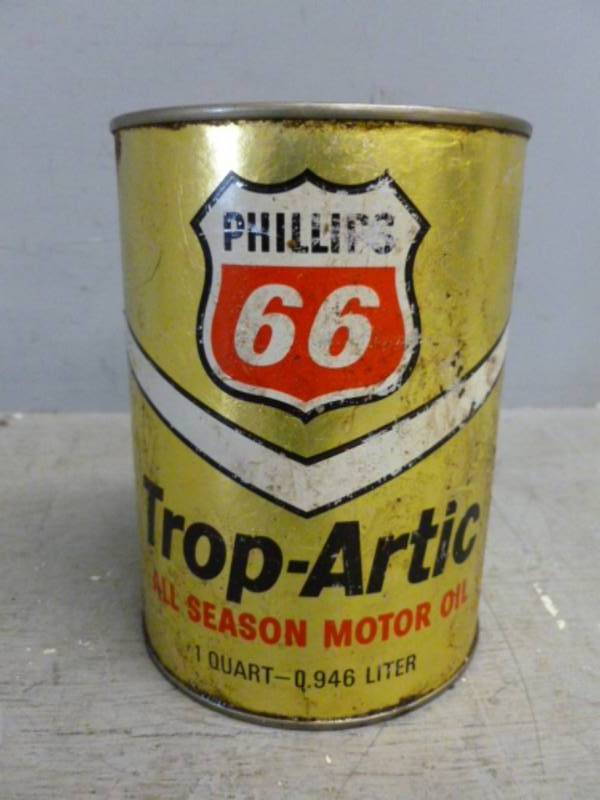 PHILLIPS
66
Trop-Artic
ALL SEASON MOTOR OIL
1 QUART–0.946 LITER